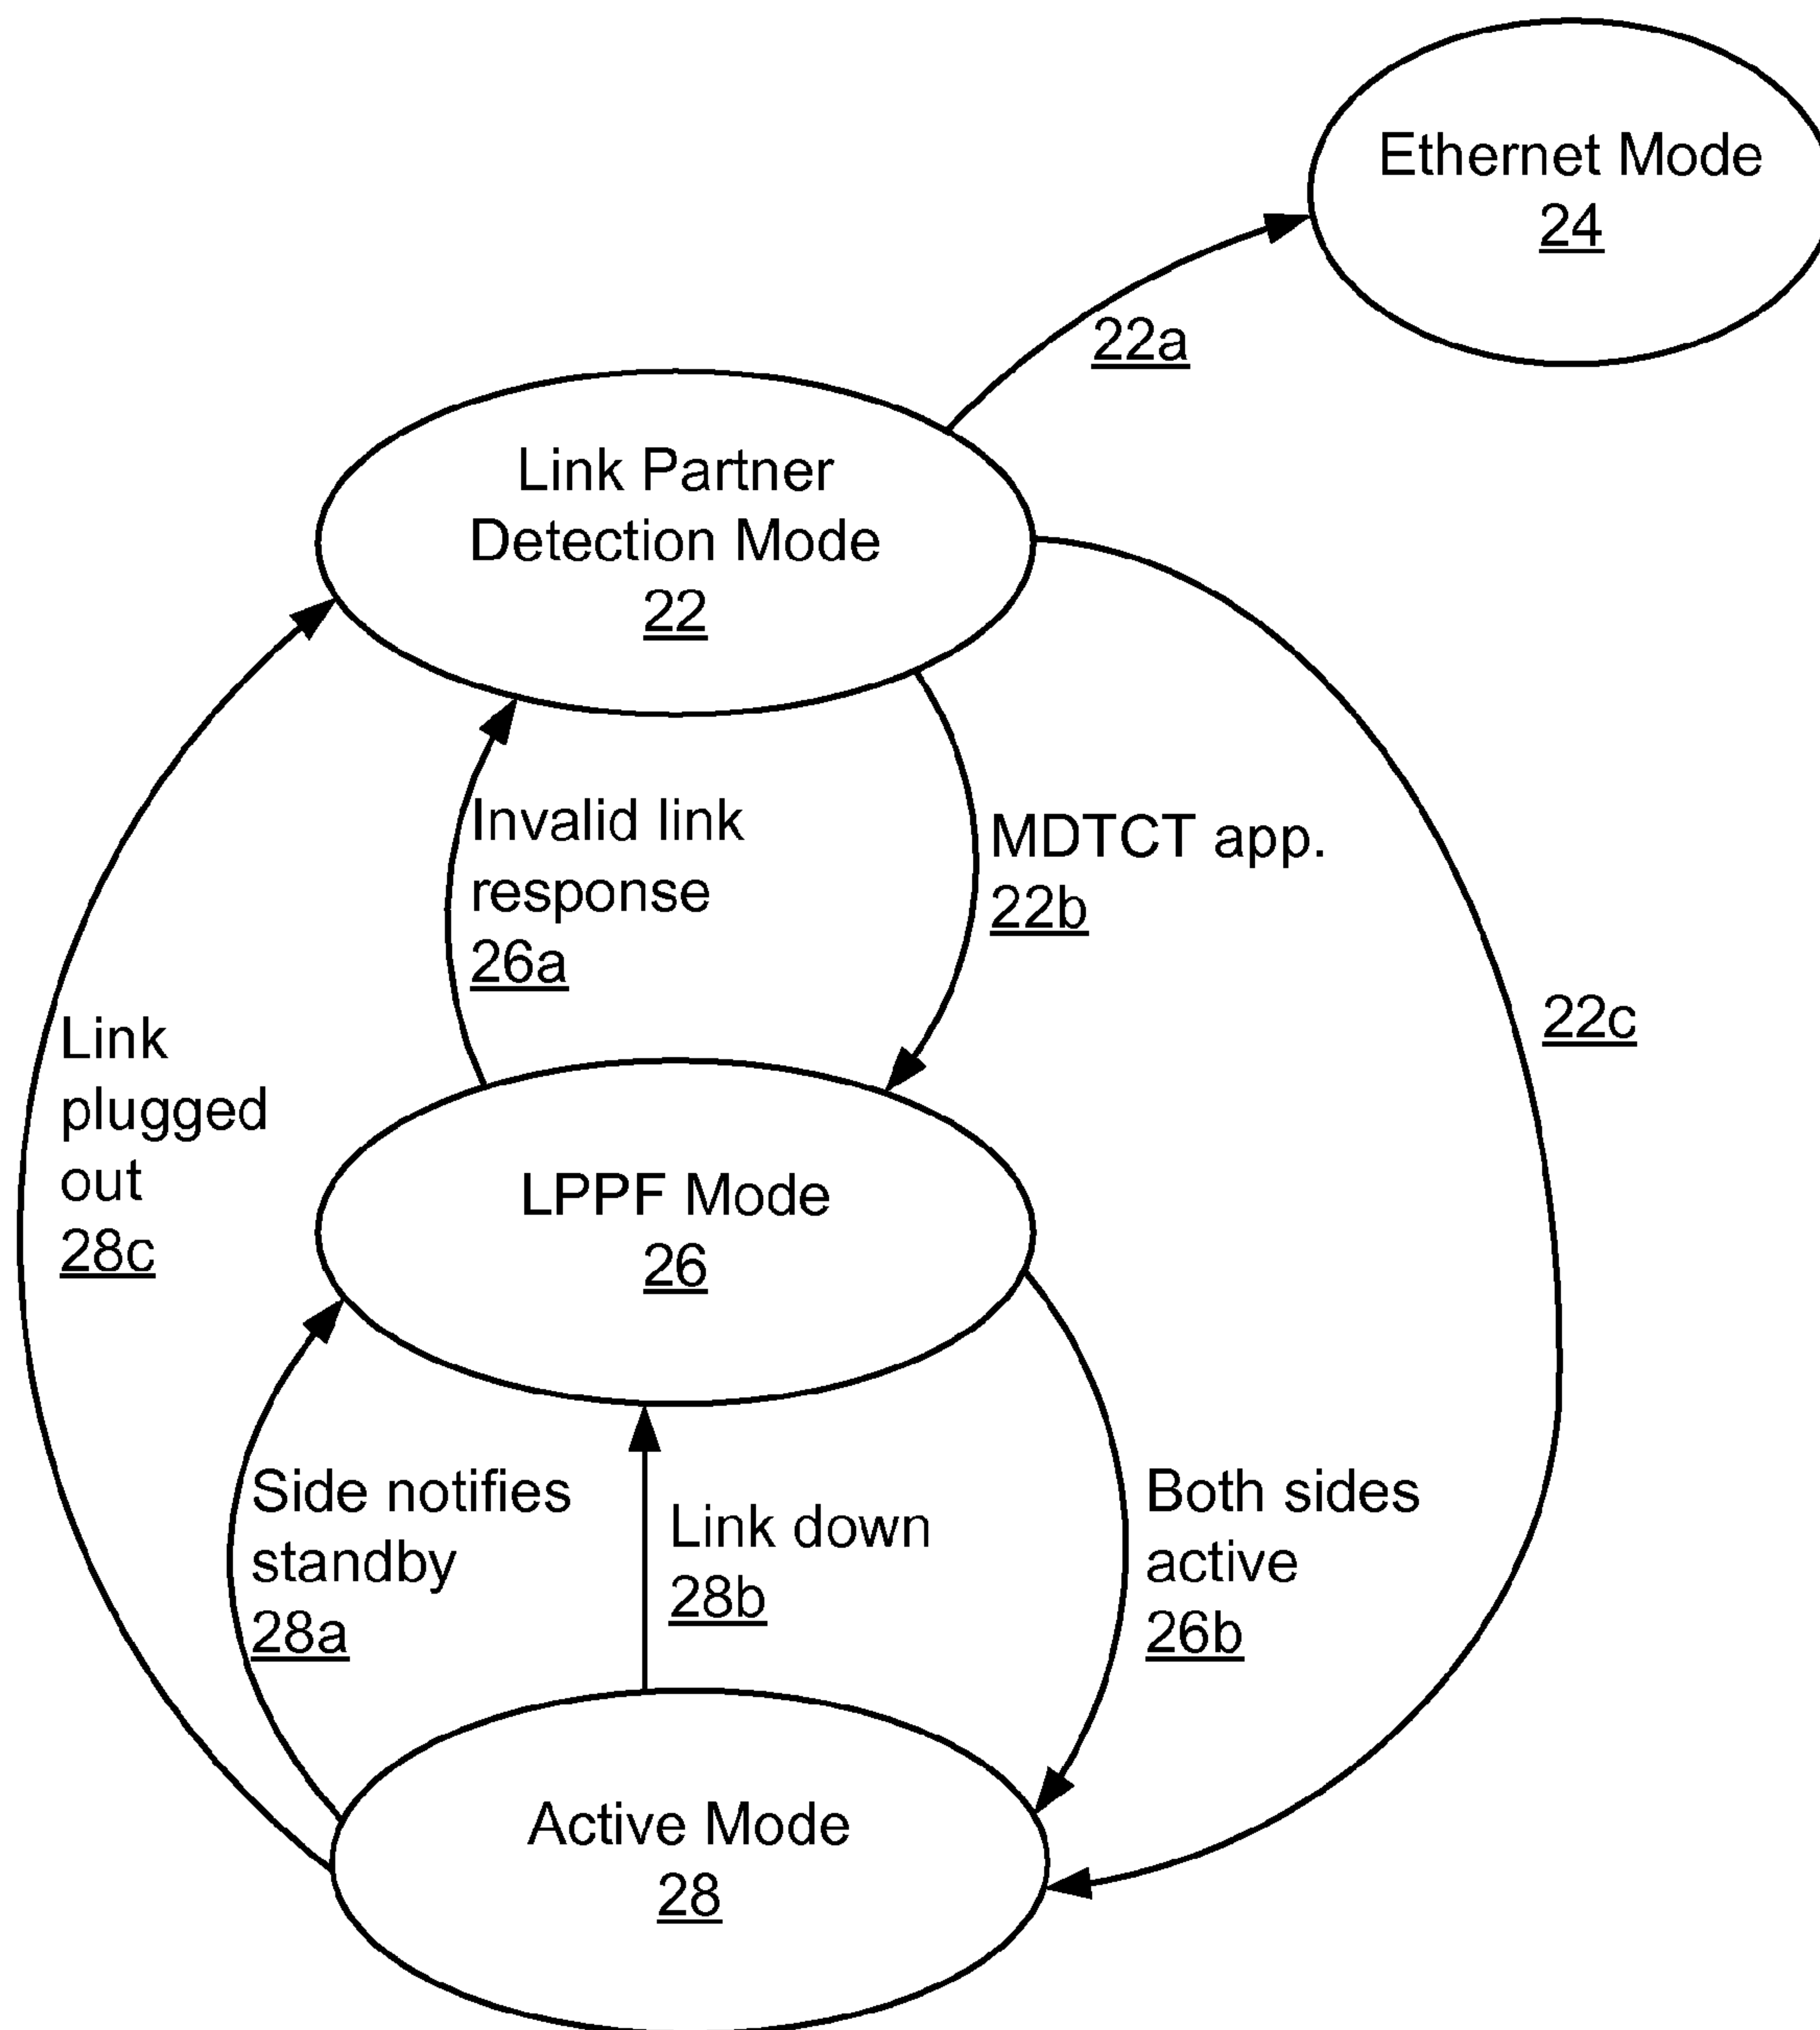 Ethernet Mode
24
22a
Link Partner
Detection Mode
22
Invalid link
response
26a
MDTCT app.
22b
22c
Link
plugged
out
28c
LPPF Mode
26
Side notifies
standby
28a
Link down
28b
Both sides
active
26b
Active Mode
28